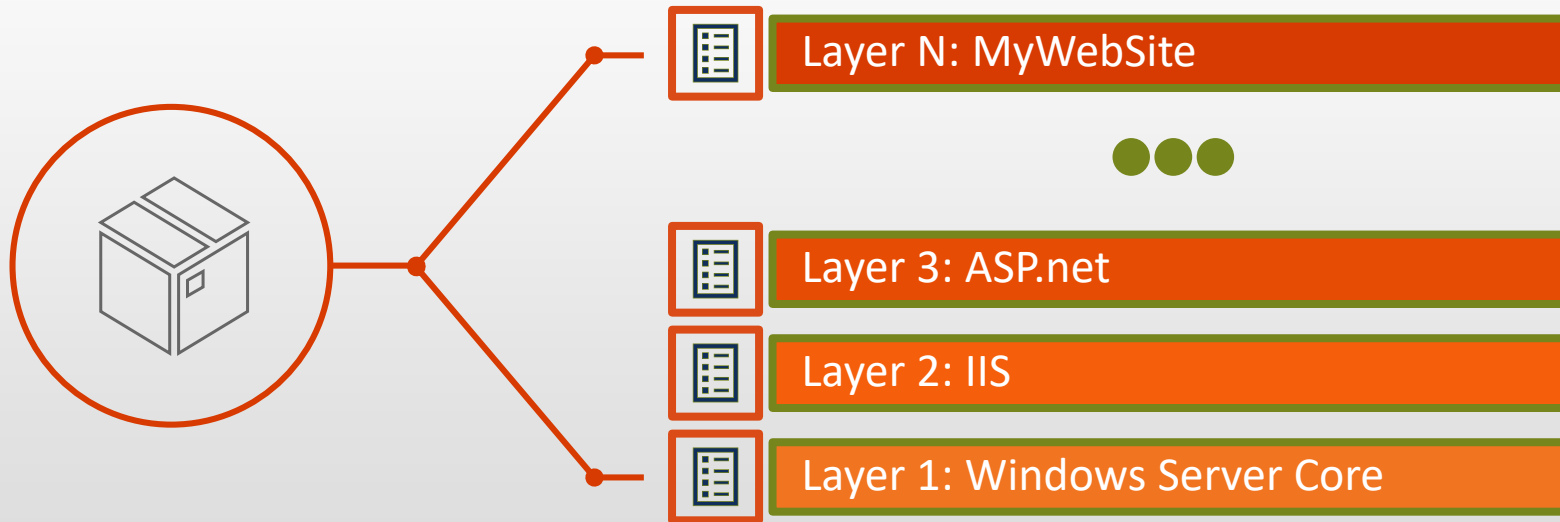 Layer N: MyWebSite
Layer 3: ASP.net
Layer 2: IIS
Layer 1: Windows Server Core